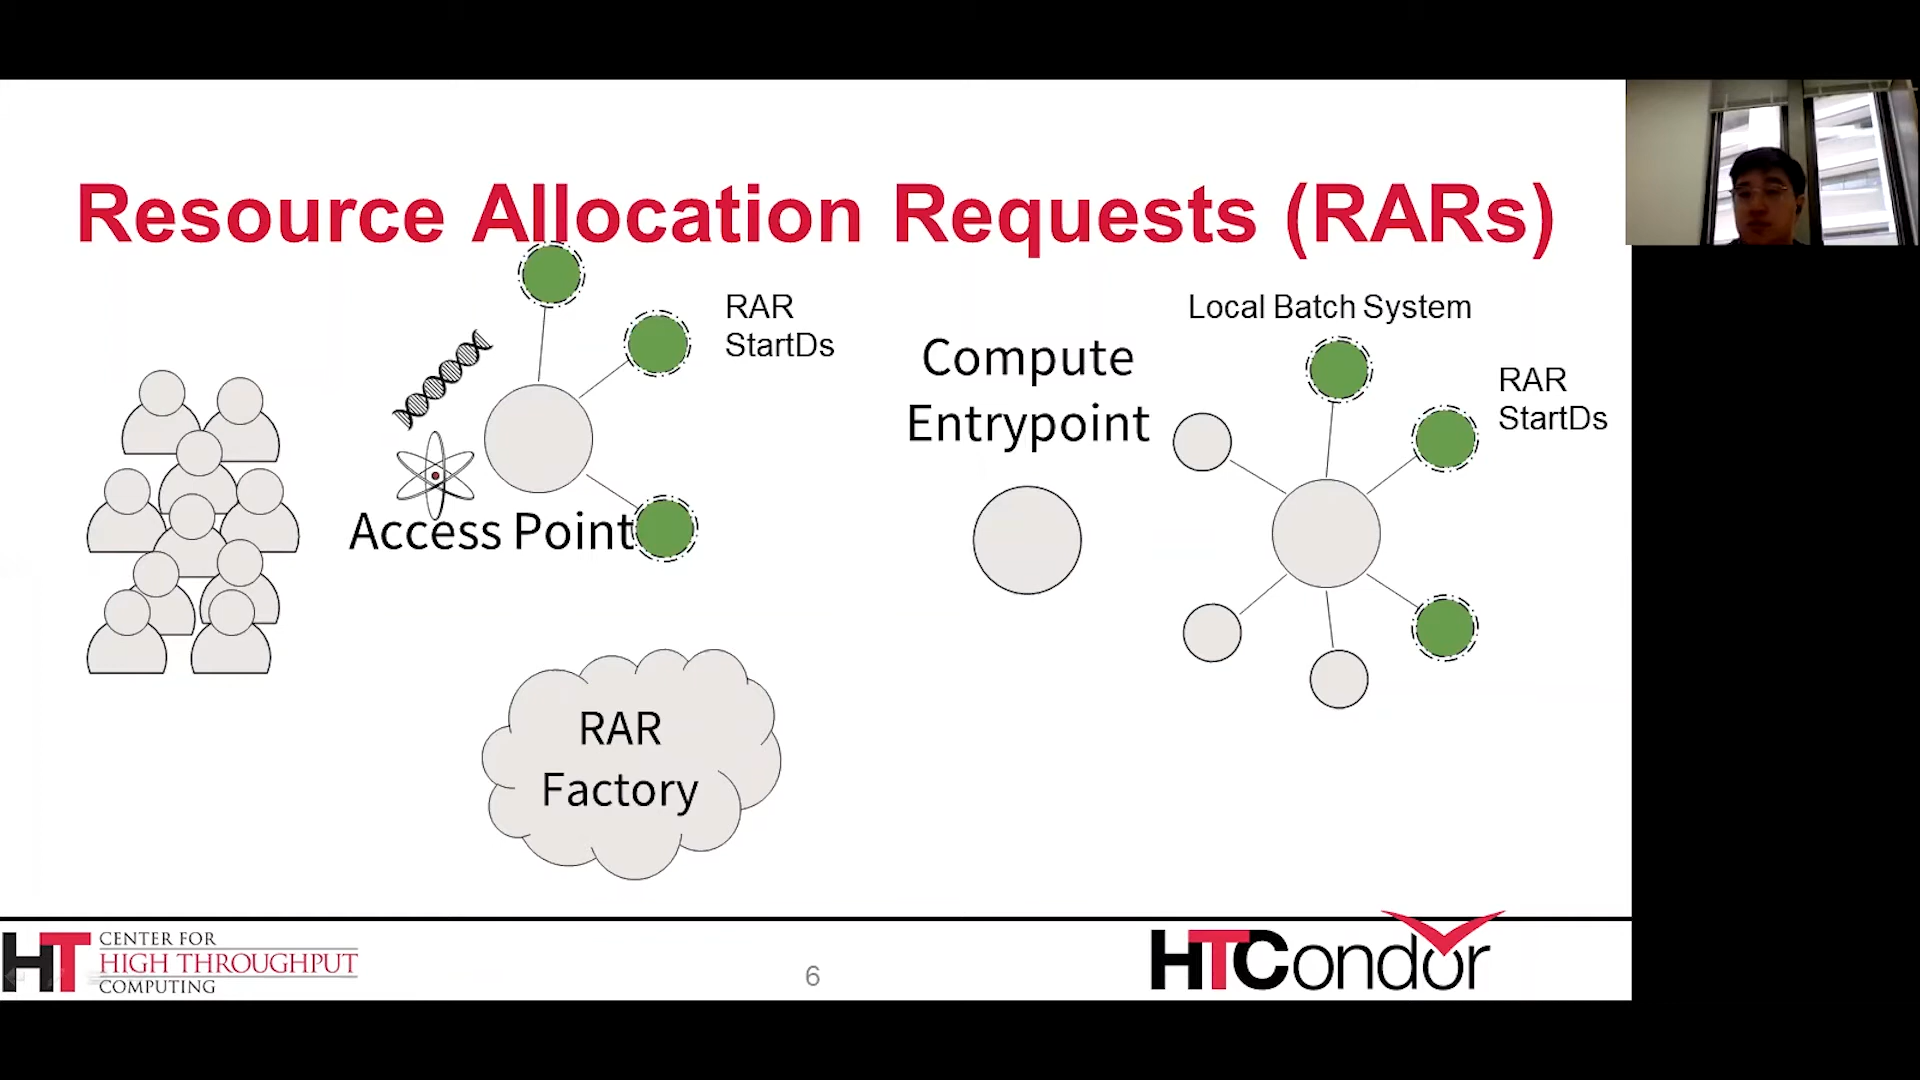 Resource Allocation Requests (RARs)
RAR
StartDs
Access Point
RAR
Factory
Compute
Entrypoint
Local Batch System
RAR
StartDs
HT
CENTER FOR
HIGH THROUGHPUT
COMPUTING
6
HTCondor